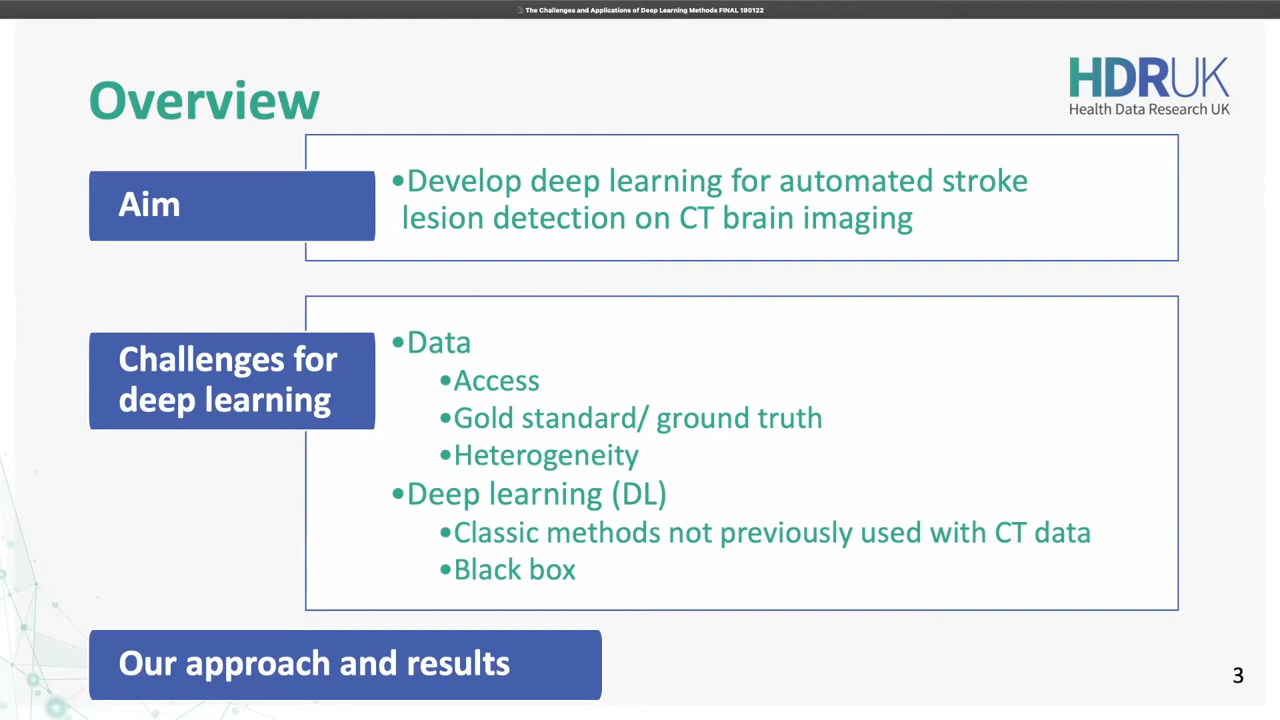 The Challenges and Applications of Deep Learning Methods FINAL 190122
HDRUK
Health Data Research UK
Overview
Aim
•Develop deep learning for automated stroke
lesion detection on CT brain imaging
Challenges for
deep learning
•Data
•Access
•Gold standard/ ground truth
•Heterogeneity
•Deep learning (DL)
•Classic methods not previously used with CT data
•Black box
Our approach and results
3